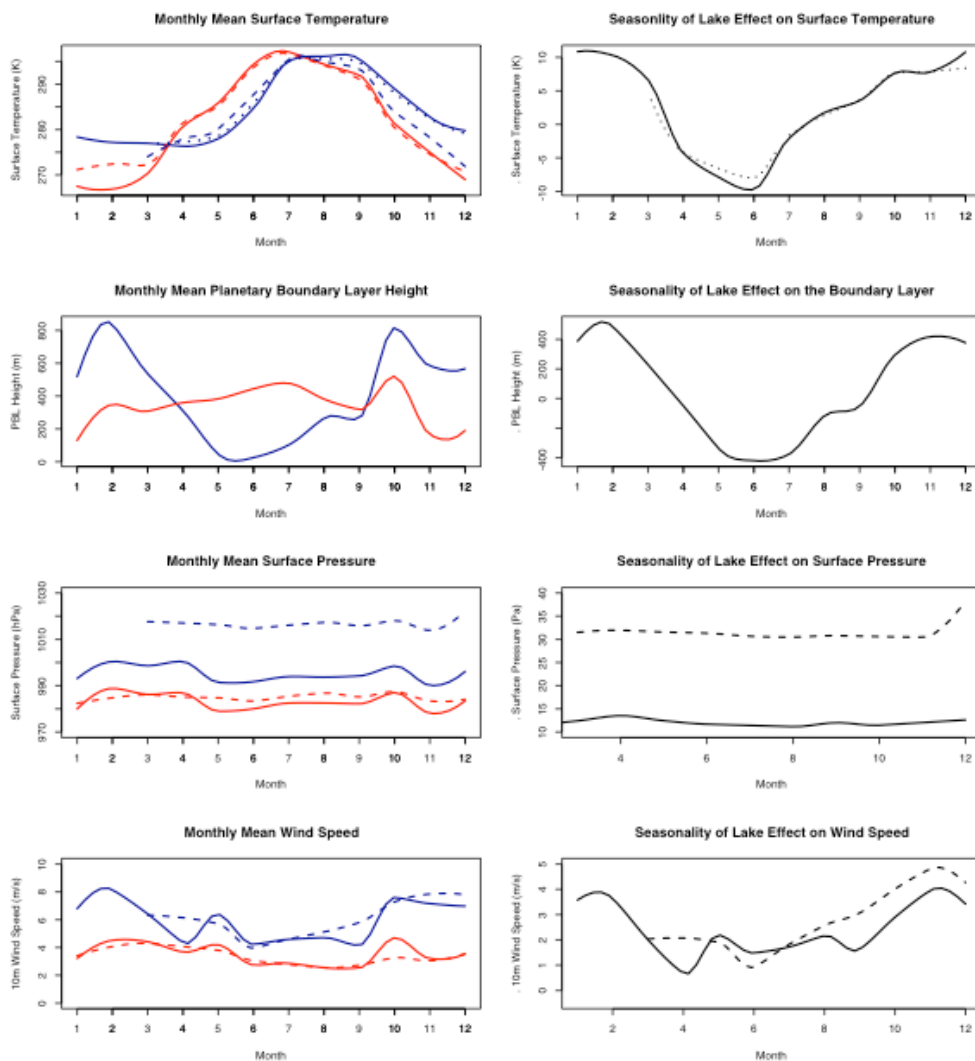 Monthly Mean Surface Temperature
Surface Temperature (K)
290
280
270
1 2 3 4 5 6 7 8 9 10 11 12
Month
Seasonlity of Lake Effect on Surface Temperature
. Surface Temperature (K)
10
5
0
-5
-10
1 2 3 4 5 6 7 8 9 10 11 12
Month
Monthly Mean Planetary Boundary Layer Height
PBL Height (m)
800
600
400
200
0
1 2 3 4 5 6 7 8 9 10 11 12
Month
Seasonality of Lake Effect on the Boundary Layer
. PBL Height (m)
400
200
0
-400
1 2 3 4 5 6 7 8 9 10 11 12
Month
Monthly Mean Surface Pressure
Surface Pressure (hPa)
1030
1010
990
970
1 2 3 4 5 6 7 8 9 10 11 12
Month
Seasonality of Lake Effect on Surface Pressure
. Surface Pressure (Pa)
40
35
30
25
20
15
10
4 6 8 10 12
Month
Monthly Mean Wind Speed
10m Wind Speed (m/s)
10
8
6
4
2
0
1 2 3 4 5 6 7 8 9 10 11 12
Month
Seasonality of Lake Effect on Wind Speed
. 10m Wind Speed (m/s)
5
4
3
2
1
0
2 4 6 8 10 12
Month